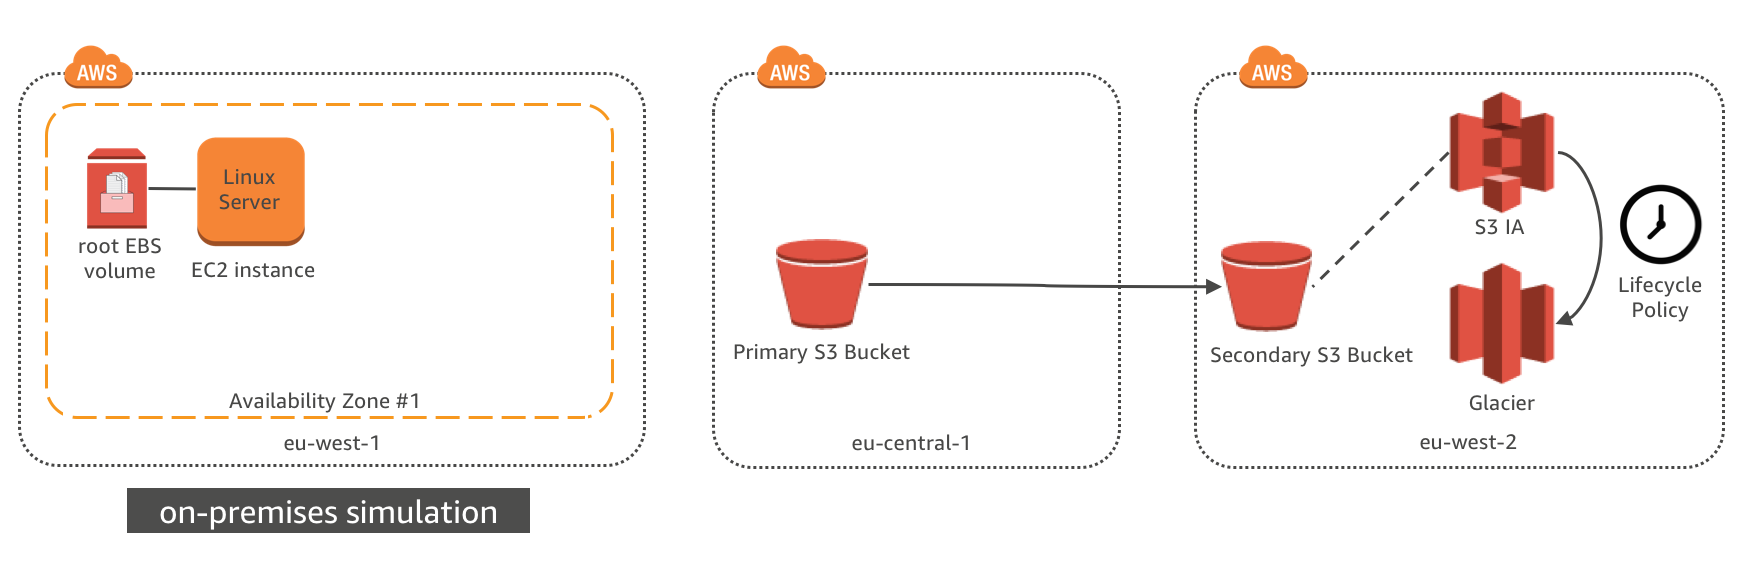 AWS
AWS
AWS
Linux
Server
root EBS
volume
EC2 instance
Availability Zone #1
eu-west-1
on-premises simulation
Primary S3 Bucket
eu-central-1
S3 IA
Lifecycle
Policy
Secondary S3 Bucket
Glacier
eu-west-2